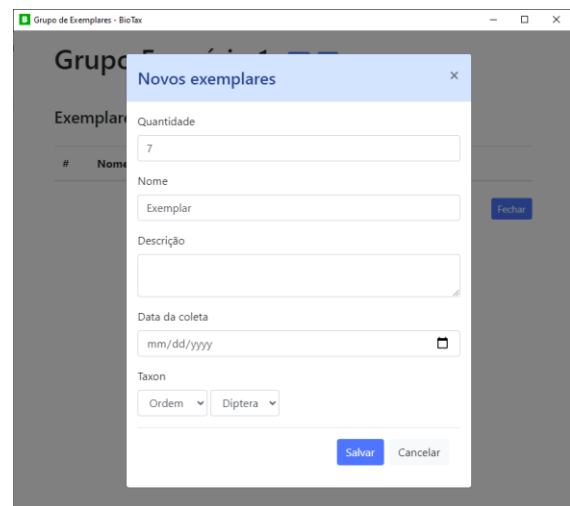 Grupo de Exemplares - BioTax
Novos exemplares
Quantidade
7
Nome
Exemplar
Descrição
Data da coleta
mm/dd/yyyy
Taxon
Ordem Diptera
Salvar Cancelar
# Nome
Fechar